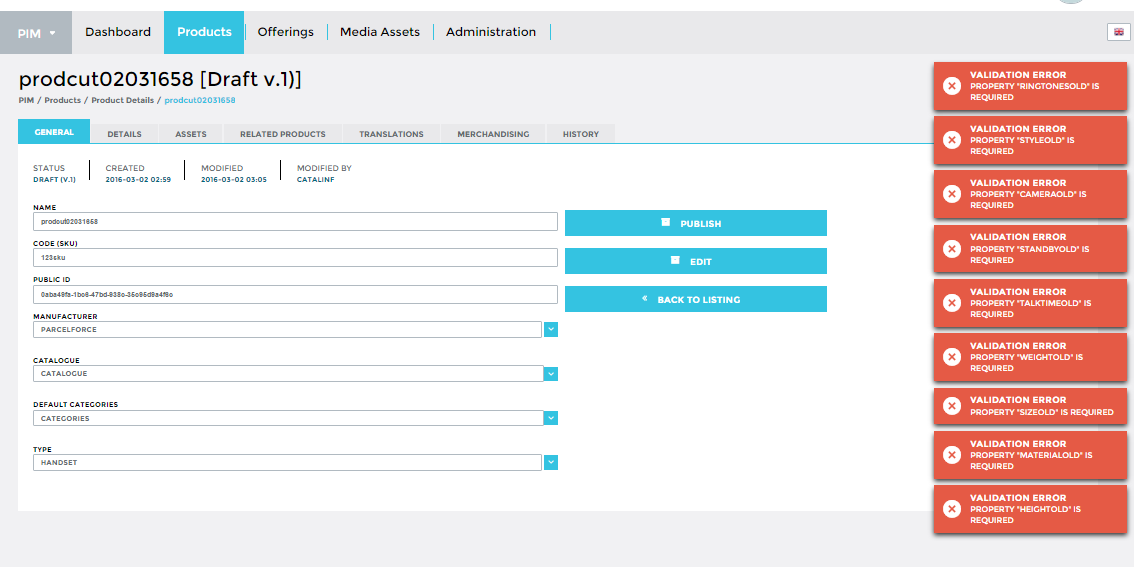 PIM
Dashboard
Products
Offerings
Media Assets
Administration
prodcut02031658 [Draft v.1)]
PIM / Products / Product Details / prodcut02031658
GENERAL
DETAILS
ASSETS
RELATED PRODUCTS
TRANSLATIONS
MERCHANDISING
HISTORY
STATUS
DRAFT (V.1)
CREATED
2016-03-02 02:59
MODIFIED
2016-03-02 03:05
MODIFIED BY
CATALINF
NAME
prodcut02031658
CODE (SKU)
123sku
PUBLIC ID
MANUFACTURER
PARCELFORCE
CATALOGUE
CATALOGUE
DEFAULT CATEGORIES
CATEGORIES
TYPE
HANDSET
PUBLISH
EDIT
« BACK TO LISTING
VALIDATION ERROR
PROPERTY "RINGTONESOLD" IS
REQUIRED
VALIDATION ERROR
PROPERTY "STYLEOLD" IS
REQUIRED
VALIDATION ERROR
PROPERTY "CAMERAOLD" IS
REQUIRED
VALIDATION ERROR
PROPERTY "STANDBYOLD" IS
REQUIRED
VALIDATION ERROR
PROPERTY "TALKTIMEOLD" IS
REQUIRED
VALIDATION ERROR
PROPERTY "WEIGHTOLD" IS
REQUIRED
VALIDATION ERROR
PROPERTY "SIZEOLD" IS REQUIRED
VALIDATION ERROR
PROPERTY "MATERIALOLD" IS
REQUIRED
VALIDATION ERROR
PROPERTY "HEIGHTOLD" IS
REQUIRED